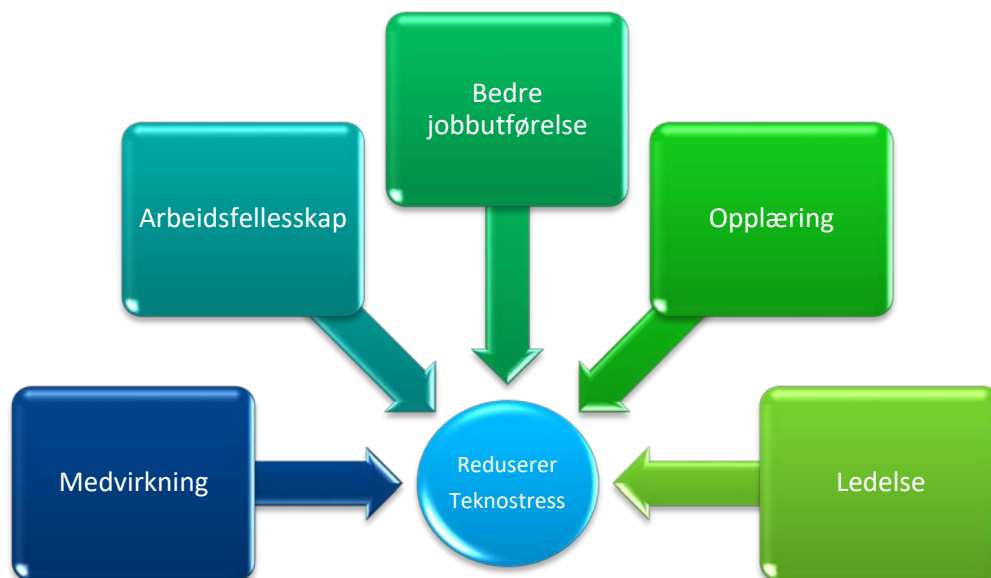 Bedre
jobbutførelse
Arbeidsfellesskap
Opplæring
Medvirkning
Reduserer
Teknostress
Ledelse